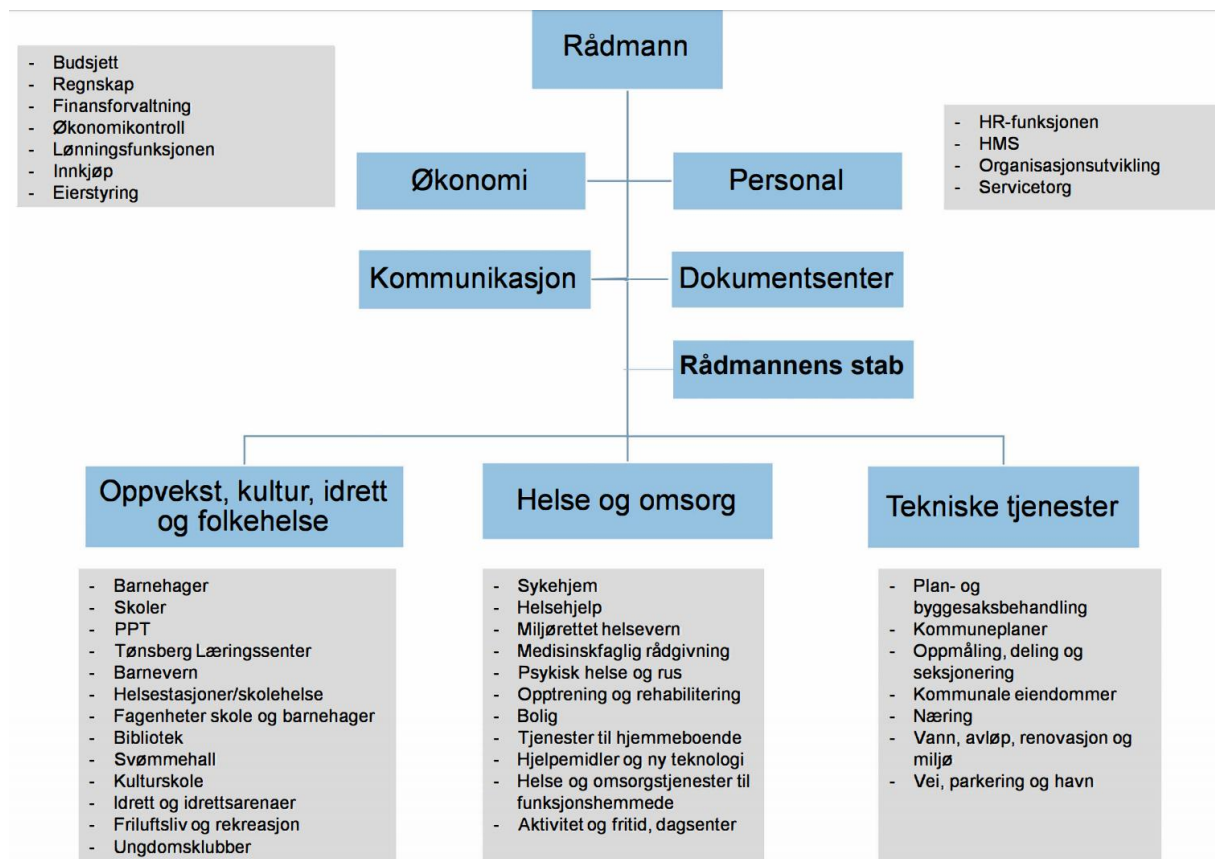 Rådmann
- Budsjett
- Regnskap
- Finansforvaltning
- Økonomikontroll
- Lønningsfunksjonen
- Innkjøp
- Eierstyring
- HR-funksjonen
- HMS
- Organisasjonsutvikling
- Servicetorg
Økonomi
Personal
Kommunikasjon
Dokumentsenter
Rådmannens stab
Oppvekst, kultur, idrett
og folkehelse
- Barnehager
- Skoler
- PPT
- Tønsberg Læringssenter
- Barnevern
- Helsestasjoner/skolehelse
- Fagenheter skole og barnehager
- Bibliotek
- Svømmehall
- Kulturskole
- Idrett og idrettsarenaer
- Friluftsliv og rekreasjon
- Ungdomsklubber
Helse og omsorg
- Sykehjem
- Helsehjelp
- Miljørettet helsevern
- Medisinskfaglig rådgivning
- Psykisk helse og rus
- Opptrening og rehabilitering
- Bolig
- Tjenester til hjemmeboende
- Hjelpemidler og ny teknologi
- Helse og omsorgstjenester til
funksjonshemmede
- Aktivitet og fritid, dagsenter
Tekniske tjenester
- Plan- og
byggesaksbehandling
- Kommuneplaner
- Oppmåling, deling og
seksjonering
- Kommunale eiendommer
- Næring
- Vann, avløp, renovasjon og
miljø
- Vei, parkering og havn